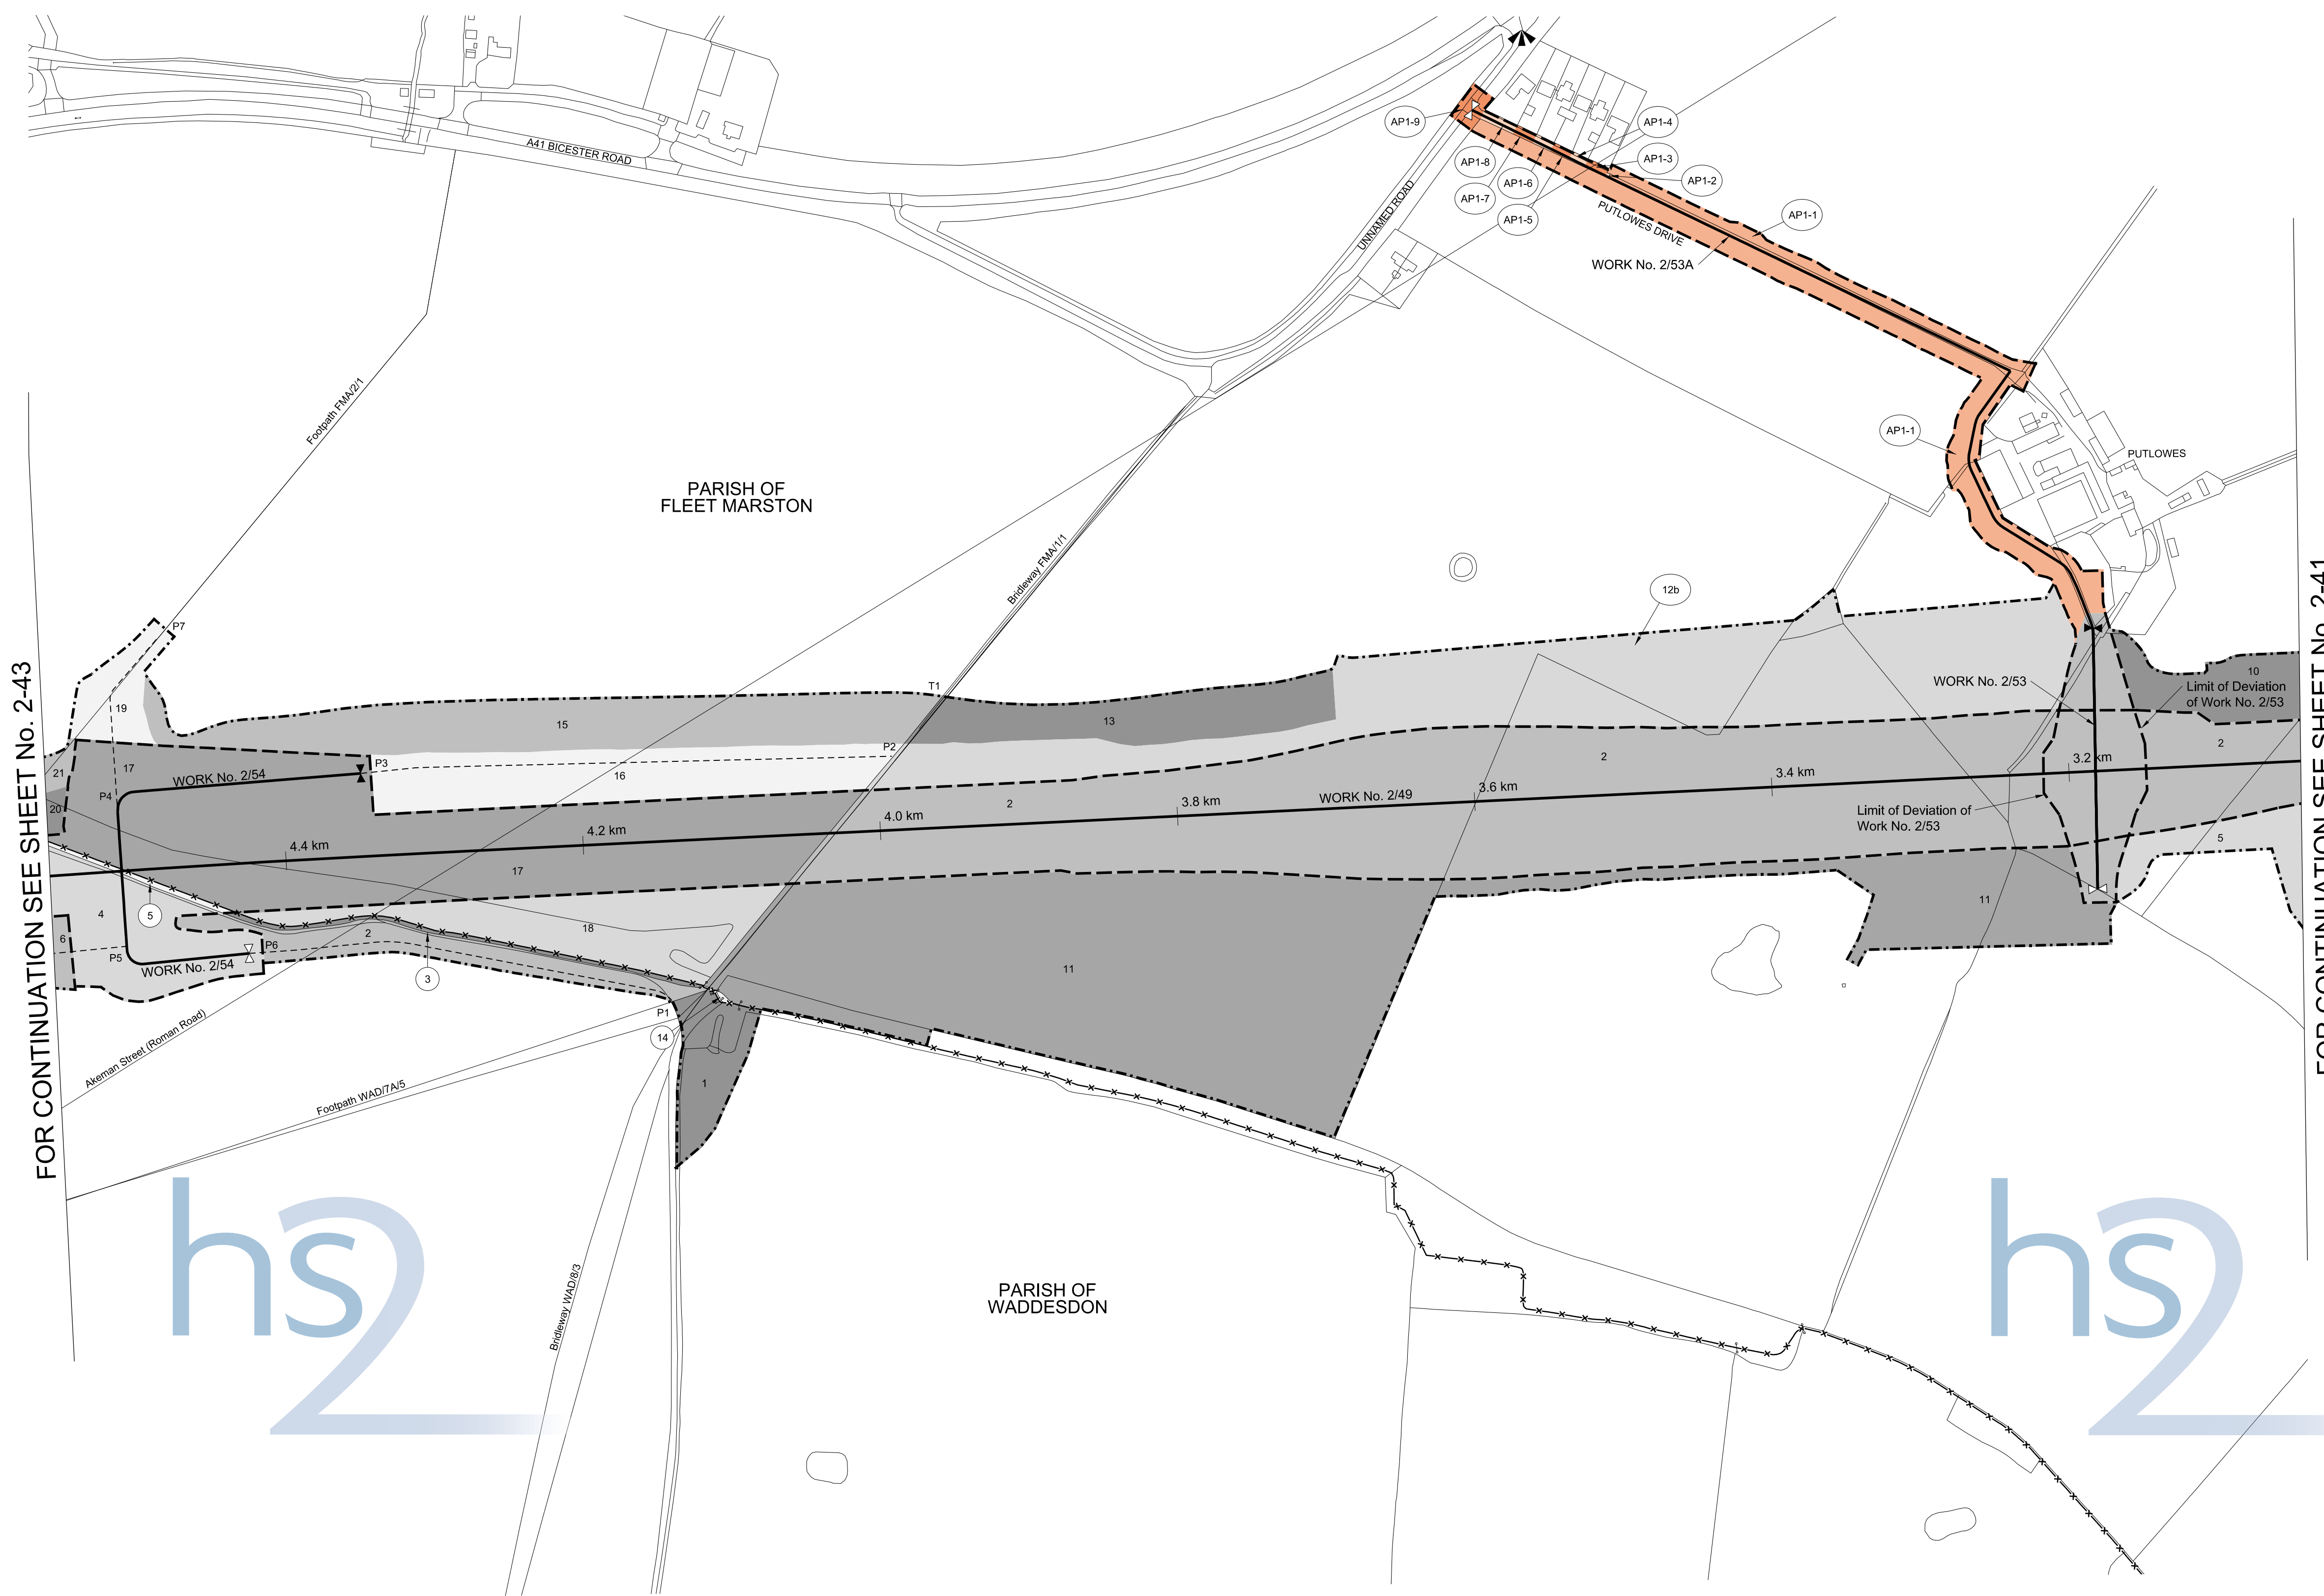 A41 BICESTER ROAD
AP1-9
AP1-4
AP1-8
AP1-3
AP1-7
AP1-6
AP1-2
AP1-5
AP1-1
UNNAMED ROAD
PUTLOWES DRIVE
WORK No. 2/53A
AP1-1
PUTLOWES
Footpath FMA/2/1
PARISH OF
FLEET MARSTON
Bridleway FMA/1/1
12b
FOR CONTINUATION SEE SHEET No. 2-43
FOR CONTINUATION SEE SHEET No. 2-41
P7
T1
WORK No. 2/53
10
Limit of Deviation
of Work No. 2/53
19
15
13
P2
2
2
21
17
WORK No. 2/54
P3
16
3.2 km
3.4 km
3.6 km
WORK No. 2/49
3.8 km
2
4.0 km
4.2 km
4.4 km
P4
20
Limit of Deviation of
Work No. 2/53
5
17
11
4
5
18
2
6
P5
WORK No. 2/54
P6
3
11
P1
14
1
Akeman Street (Roman Road)
Footpath WAD/7A/5
Bridleway WAD/8/3
PARISH OF
WADDESDON
hs2
hs2